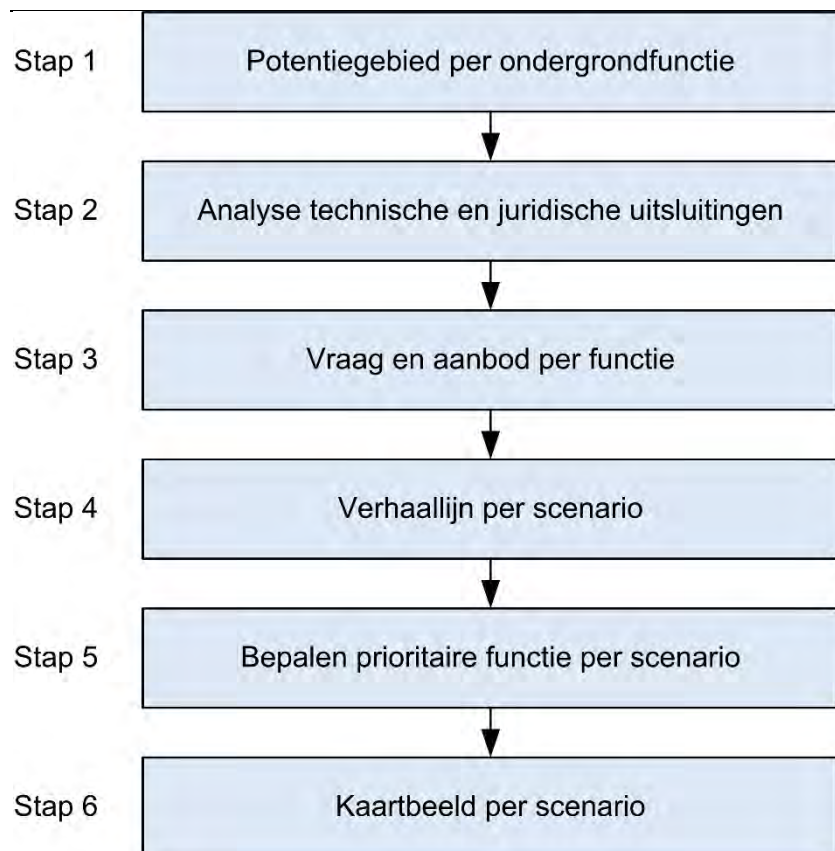 Stap 1 Potentiegebied per ondergrondfunctie
Stap 2 Analyse technische en juridische uitsluitingen
Stap 3 Vraag en aanbod per functie
Stap 4 Verhaallijn per scenario
Stap 5 Bepalen prioritaire functie per scenario
Stap 6 Kaartbeeld per scenario